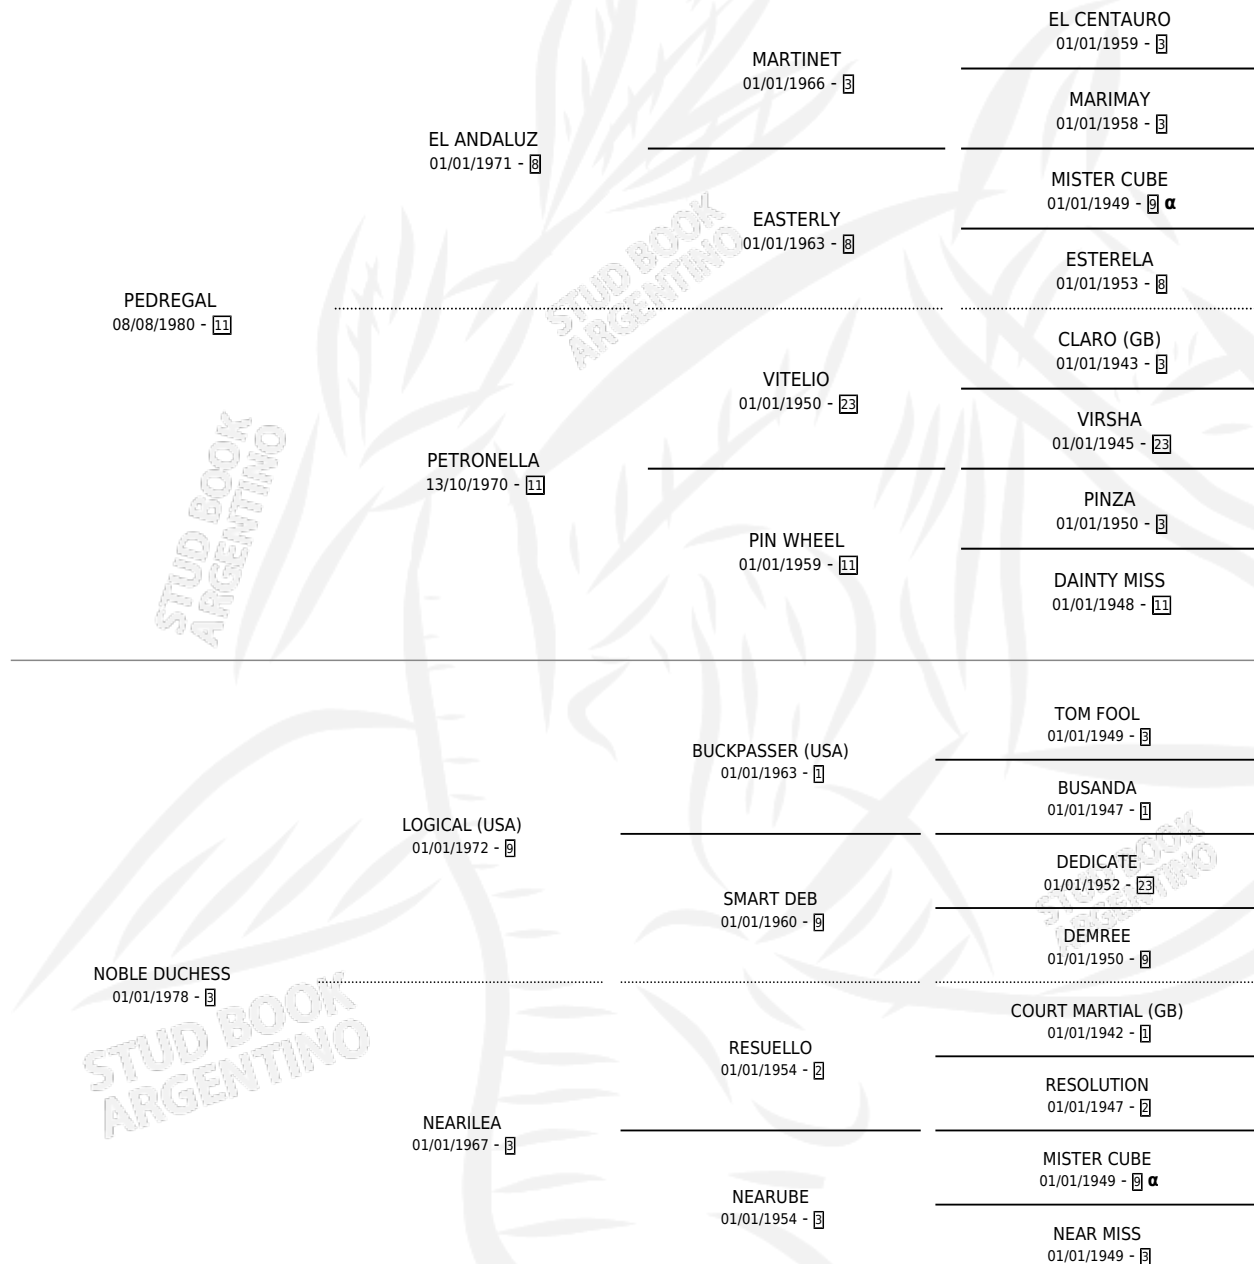 EL CENTAURO
01/01/1959 - 3
MARTINET
01/01/1966 - 3
MARIMAY
01/01/1958 - 3
EL ANDALUZ
01/01/1971 - 8
MISTER CUBE
01/01/1949 - 9 α
EASTERLY
01/01/1963 - 8
ESTERELA
01/01/1953 - 8
STUD BOOK
ARGENTINO
PEDREGAL
08/08/1980 - 11
CLARO (GB)
01/01/1943 - 3
VITELIO
01/01/1950 - 23
VIRSHA
01/01/1945 - 23
PETRONELLA
13/10/1970 - 11
PINZA
01/01/1950 - 3
PIN WHEEL
01/01/1959 - 11
DAINTY MISS
01/01/1948 - 11
STUD BOOK
ARGENTINO
TOM FOOL
01/01/1949 - 3
BUCKPASSER (USA)
01/01/1963 - 1
BUSANDA
01/01/1947 - 1
LOGICAL (USA)
01/01/1972 - 9
DEDICATE
01/01/1952 - 23
SMART DEB
01/01/1960 - 9
DEMREE
01/01/1950 - 9
STUD BOOK
ARGENTINO
NOBLE DUCHESS
01/01/1978 - 3
COURT MARTIAL (GB)
01/01/1942 - 1
RESUELLO
01/01/1954 - 2
RESOLUTION
01/01/1947 - 2
STUD BOOK
ARGENTINO
NEARILEA
01/01/1967 - 3
MISTER CUBE
01/01/1949 - 9 α
NEARUBE
01/01/1954 - 3
NEAR MISS
01/01/1949 - 3